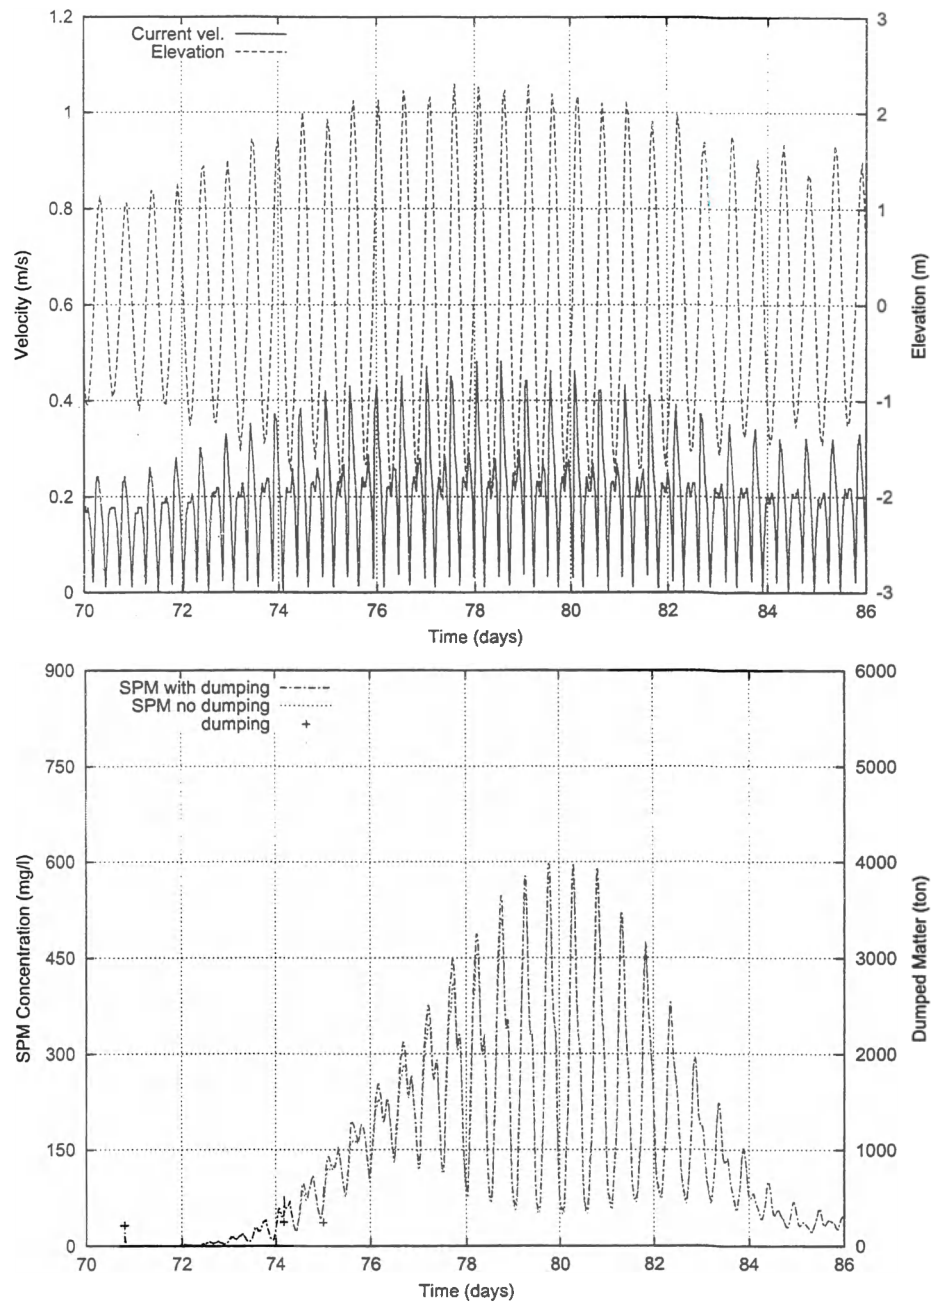 1.2
3
Current vel.
Elevation
1
2
0.8
1
Velocity (m/s)
0.6
0
Elevation (m)
0.4
-1
0.2
-2
0
-3
70 72 74 76 78 80 82 84 86
Time (days)
900
6000
SPM with dumping
SPM no dumping
dumping
750
5000
600
4000
SPM Concentration (mg/l)
450
3000
Dumped Matter (ton)
300
2000
150
1000
0
0
70 72 74 76 78 80 82 84 86
Time (days)